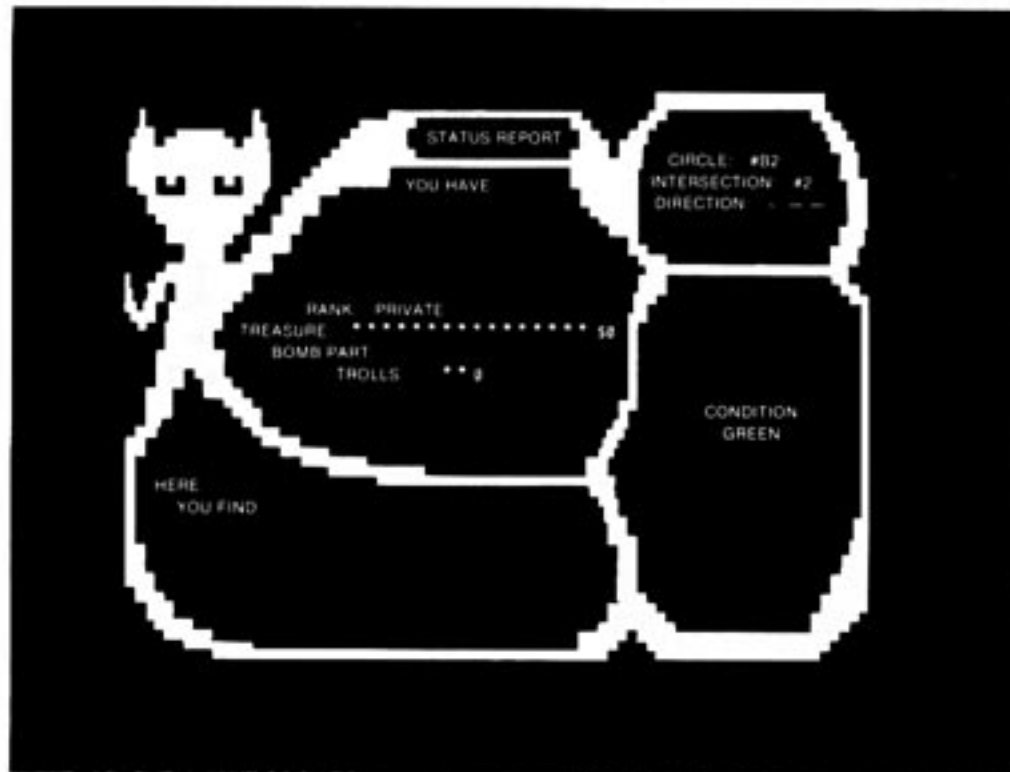 STATUS REPORT
YOU HAVE
RANK PRIVATE
TREASURE * * * * * * * * * * * * * * * * * $0
BOMB PART
TROLLS * * 0
CIRCLE: #B2
INTERSECTION #2
DIRECTION - — —
CONDITION
GREEN
HERE
YOU FIND